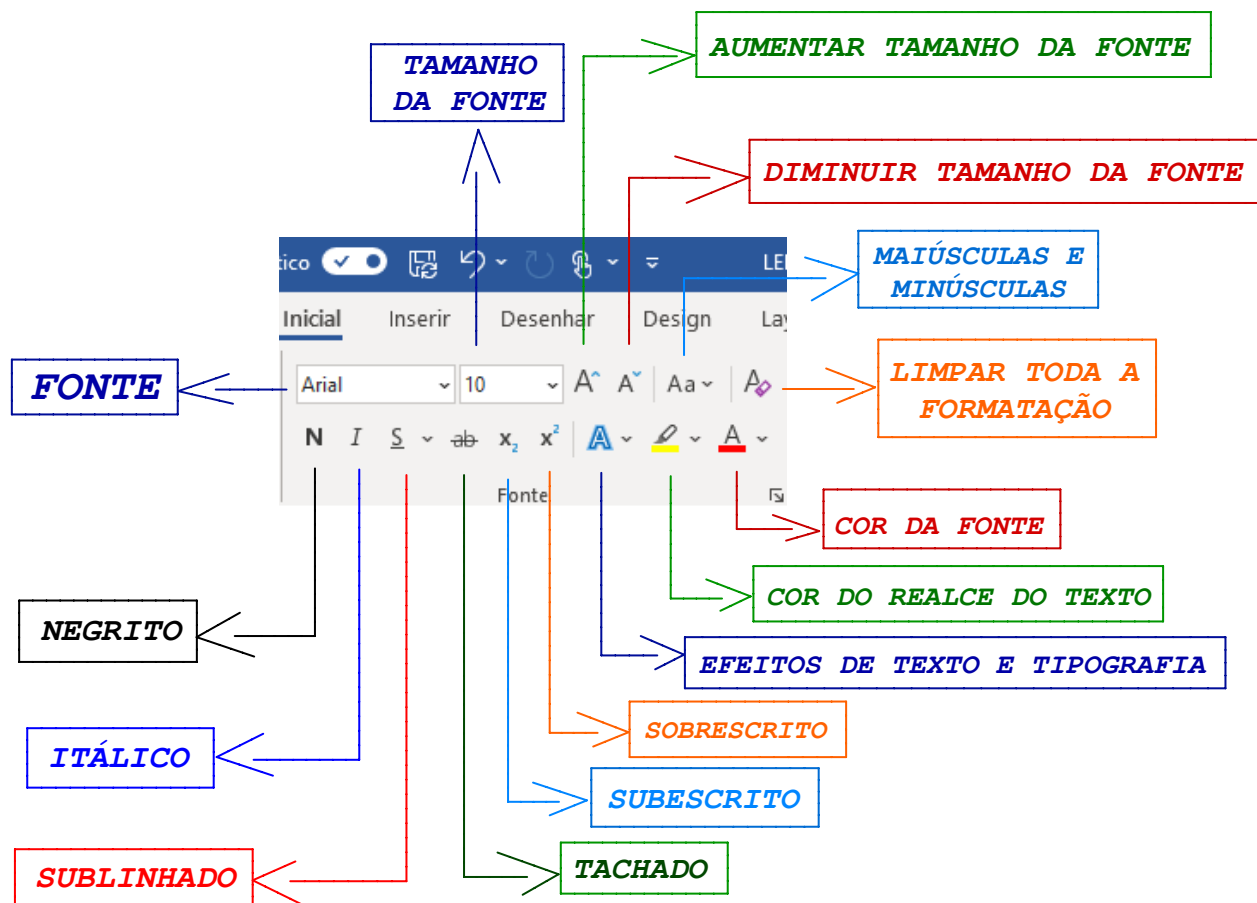 AUMENTAR TAMANHO DA FONTE
TAMANHO
DA FONTE
DIMINUIR TAMANHO DA FONTE
MAIÚSCULAS E
MINÚSCULAS
tico
LEI
Inicial Inserir Desenhar Design Lay
FONTE
Arial 10 A A Aa A
LIMPAR TODA A
FORMATAÇÃO
N I S ab x₂ x² A A
Fonte
COR DA FONTE
COR DO REALCE DO TEXTO
NEGRITO
EFEITOS DE TEXTO E TIPOGRAFIA
SOBRESCRITO
ITÁLICO
SUBESCRITO
TACHADO
SUBLINHADO